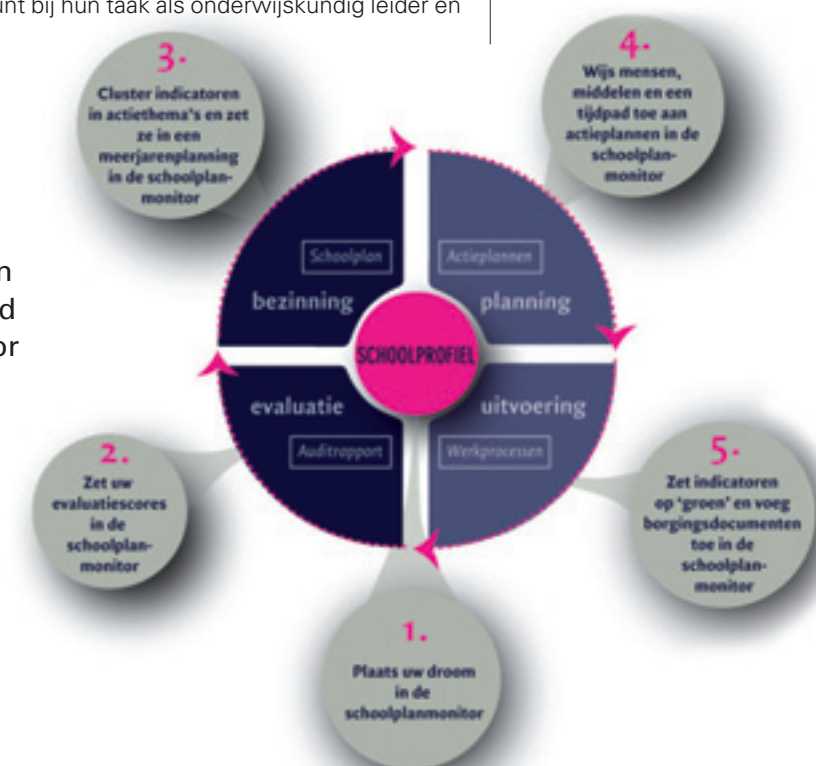 unt bij hun taak als onderwijskundig leider en
3.
Cluster indicatoren
in actiethema's en zet
ze in een
meerjarenplanning
in de schoolplan-
monitor
4.
Wijs mensen,
middelen en een
tijdpad toe aan
actieplannen in de
schoolplan-
monitor
n
d
or
Schoolplan
bezinning
Actieplannen
planning
SCHOOLPROFIEL
evaluatie
Auditrapport
uitvoering
Werkprocessen
2.
Zet uw
evaluatiescores
in de
schoolplan-
monitor
5.
Zet indicatoren
op 'groen' en voeg
borgingsdocumenten
toe in de
schoolplan-
monitor
1.
Plaats uw droom
in de
schoolplanmonitor